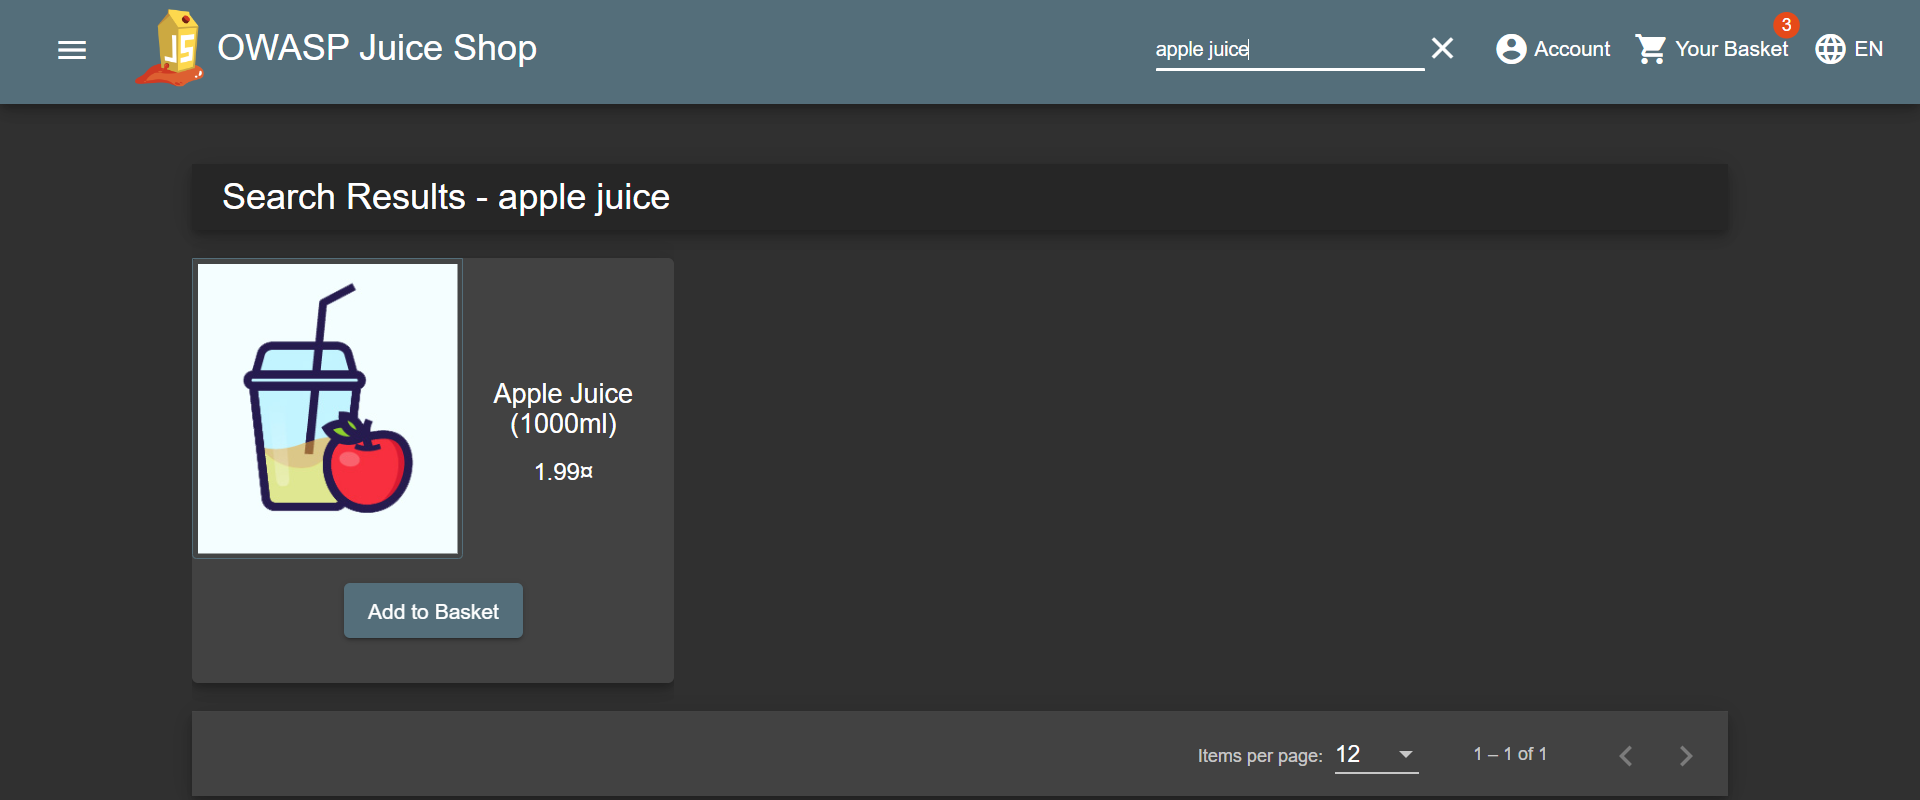 JS
OWASP Juice Shop
apple juice
Account
Your Basket
3
EN
Search Results - apple juice
Apple Juice
(1000ml)
1.99¤
Add to Basket
Items per page: 12
1 – 1 of 1